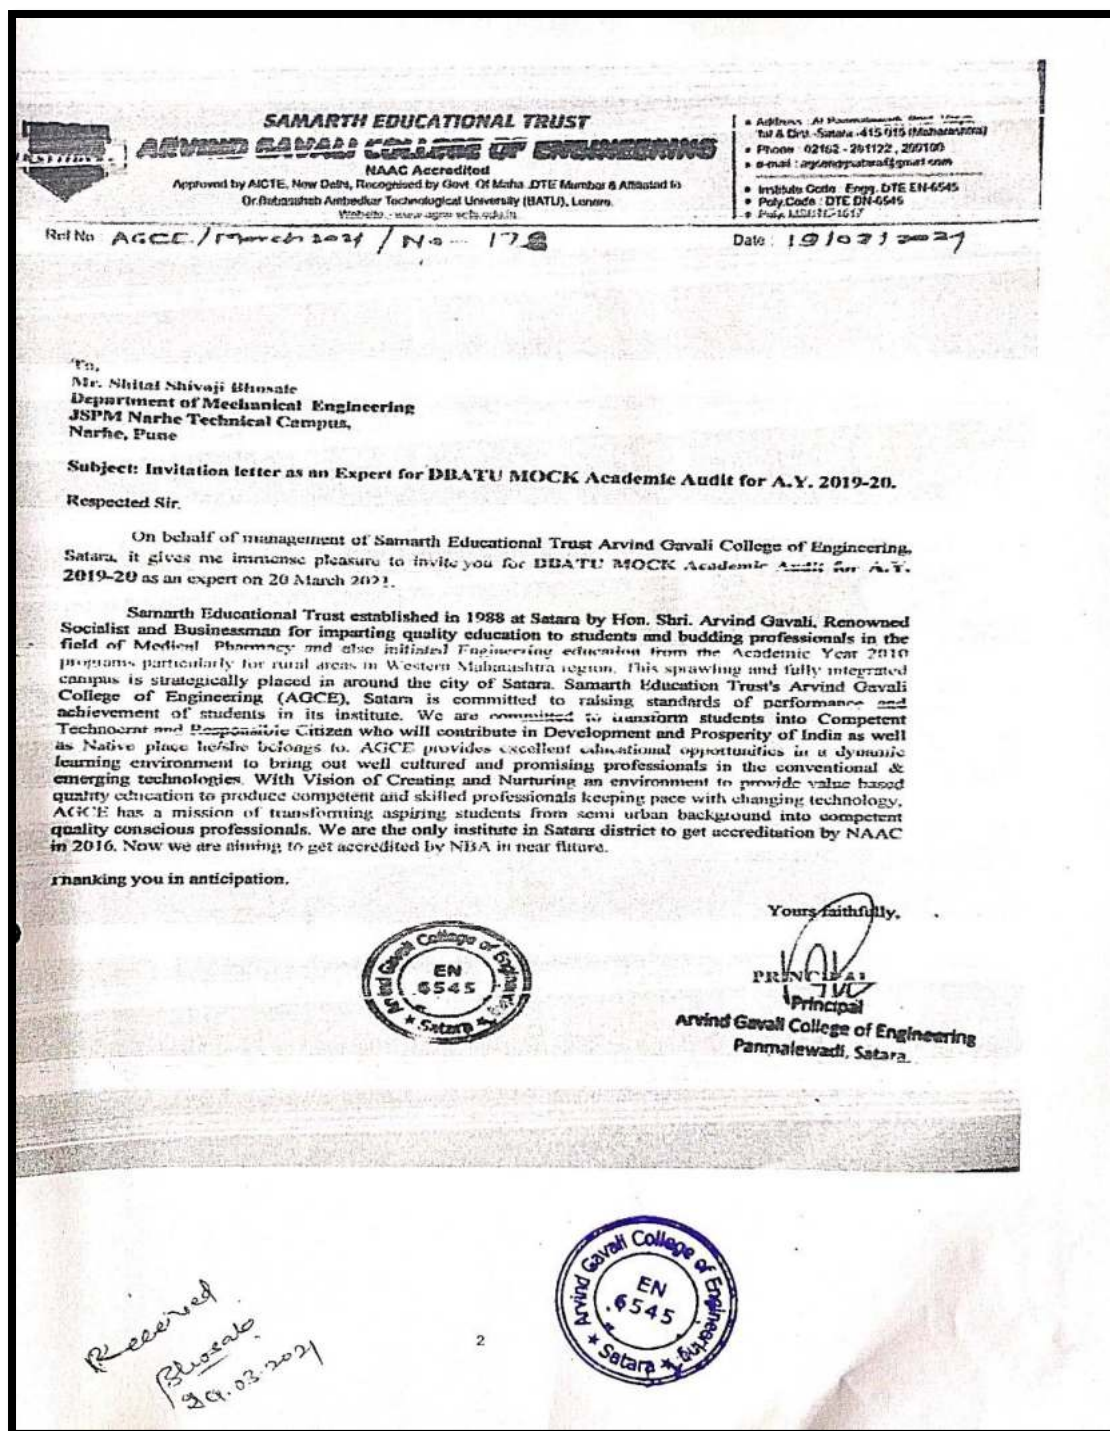 SAMARTH EDUCATIONAL TRUST
ARVIND GAVALI COLLEGE OF ENGINEERING
NAAC Accredited
Approved by AICTE, New Delhi, Recognised by Govt. Of Maha. DTE Mumbai & Affiliated to
Dr.Babasaheb Ambedkar Technological University (BATU), Lonere.
Website.-
Address : At
Tal & Dist. -Satara -415 015 (Maharashtra)
Phone : 02162 - 261122 , 260100
e-mail :
Institute Code : Engg. DTE EN-6545
Poly.Code : DTE DN-6545
Poly.
Ref No AGCE./March 2021 / No - 178
Date : 19/03/2021
To,
Mr. Shital Shivaji Bhosale
Department of Mechanical Engineering
JSPM Narhe Technical Campus,
Narhe, Pune
Subject: Invitation letter as an Expert for DBATU MOCK Academic Audit for A.Y. 2019-20.
Respected Sir.
On behalf of management of Samarth Educational Trust Arvind Gavali College of Engineering,
Satara, it gives me immense pleasure to invite you for DBATU MOCK Academic Audit for A.Y.
2019-20 as an expert on 20 March 2021.
Samarth Educational Trust established in 1988 at Satara by Hon. Shri. Arvind Gavali, Renowned
Socialist and Businessman for imparting quality education to students and budding professionals in the
field of Medical Pharmacy and also initiated Engineering education from the Academic Year 2010
programs particularly for rural areas in Western Maharashtra region. This sprawling and fully integrated
campus is strategically placed in around the city of Satara. Samarth Education Trust's Arvind Gavali
College of Engineering (AGCE), Satara is committed to raising standards of performance and
achievement of students in its institute. We are committed to transform students into Competent
Technocrat and Responsible Citizen who will contribute in Development and Prosperity of India as well
as Native place he/she belongs to. AGCE provides excellent educational opportunities in a dynamic
learning environment to bring out well cultured and promising professionals in the conventional &
emerging technologies. With Vision of Creating and Nurturing an environment to provide value based
quality education to produce competent and skilled professionals keeping pace with changing technology,
AGCE has a mission of transforming aspiring students from semi urban background into competent
quality conscious professionals. We are the only institute in Satara district to get accreditation by NAAC
in 2016. Now we are aiming to get accredited by NBA in near future.
Thanking you in anticipation.
Yours faithfully,
PRINCIPAL
Principal
Arvind Gavali College of Engineering
Panmalewadi, Satara.
Arvind Gavali College of Engineering
EN
6545
★ Satara ★
Arvind Gavali College of Engineering
EN
6545
★ Satara ★
Received
Bhosale
.03.2021
2